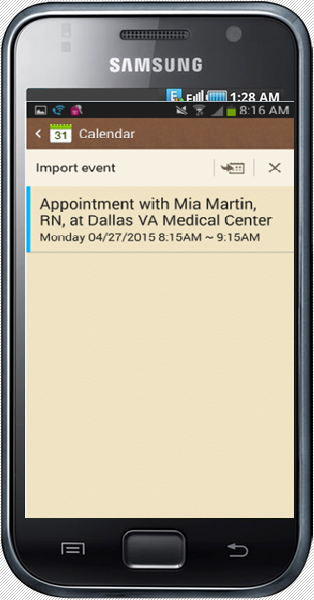 SAMSUNG
1:28 AM
8:16 AM
31 Calendar
Import event
Appointment with Mia Martin,
RN, at Dallas VA Medical Center
Monday 04/27/2015 8:15AM ~ 9:15AM